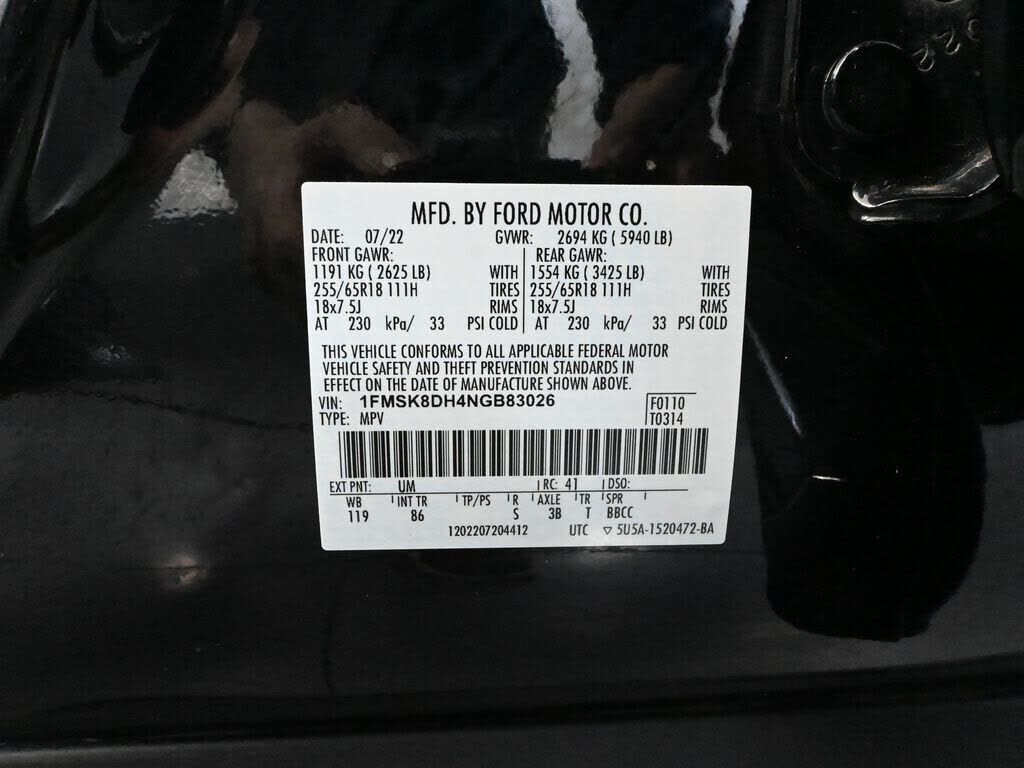 MFD. BY FORD MOTOR CO.
DATE: 07/22 GVWR: 2694 KG ( 5940 LB)
FRONT GAWR: REAR GAWR:
1191 KG ( 2625 LB) WITH 1554 KG ( 3425 LB) WITH
255/65R18 111H TIRES 255/65R18 111H TIRES
18x7.5J RIMS 18x7.5J RIMS
AT 230 kPa/ 33 PSI COLD AT 230 kPa/ 33 PSI COLD
THIS VEHICLE CONFORMS TO ALL APPLICABLE FEDERAL MOTOR
VEHICLE SAFETY AND THEFT PREVENTION STANDARDS IN
EFFECT ON THE DATE OF MANUFACTURE SHOWN ABOVE.
VIN: 1FMSK8DH4NGB83026 F0110
TYPE: MPV T0314
EXT PNT: UM RC: 41 DSO:
WB INT TR TP/PS R AXLE TR SPR
119 86 S 3B T BBCC
1202207204412 UTC ▽ 5U5A-1520472-BA